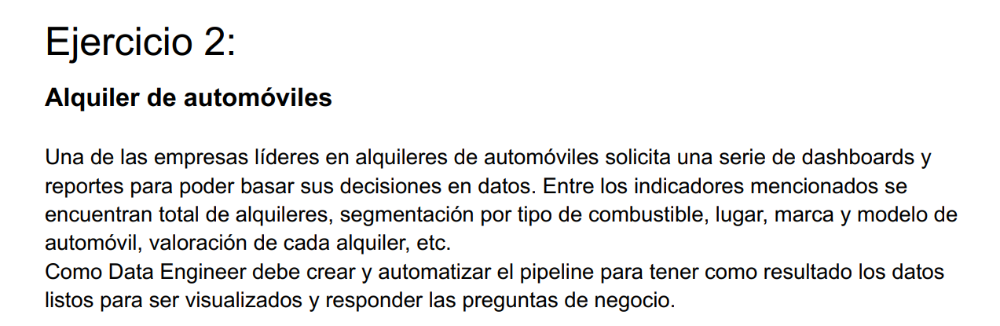 Ejercicio 2:
Alquiler de automóviles
Una de las empresas líderes en alquileres de automóviles solicita una serie de dashboards y
reportes para poder basar sus decisiones en datos. Entre los indicadores mencionados se
encuentran total de alquileres, segmentación por tipo de combustible, lugar, marca y modelo de
automóvil, valoración de cada alquiler, etc.
Como Data Engineer debe crear y automatizar el pipeline para tener como resultado los datos
listos para ser visualizados y responder las preguntas de negocio.